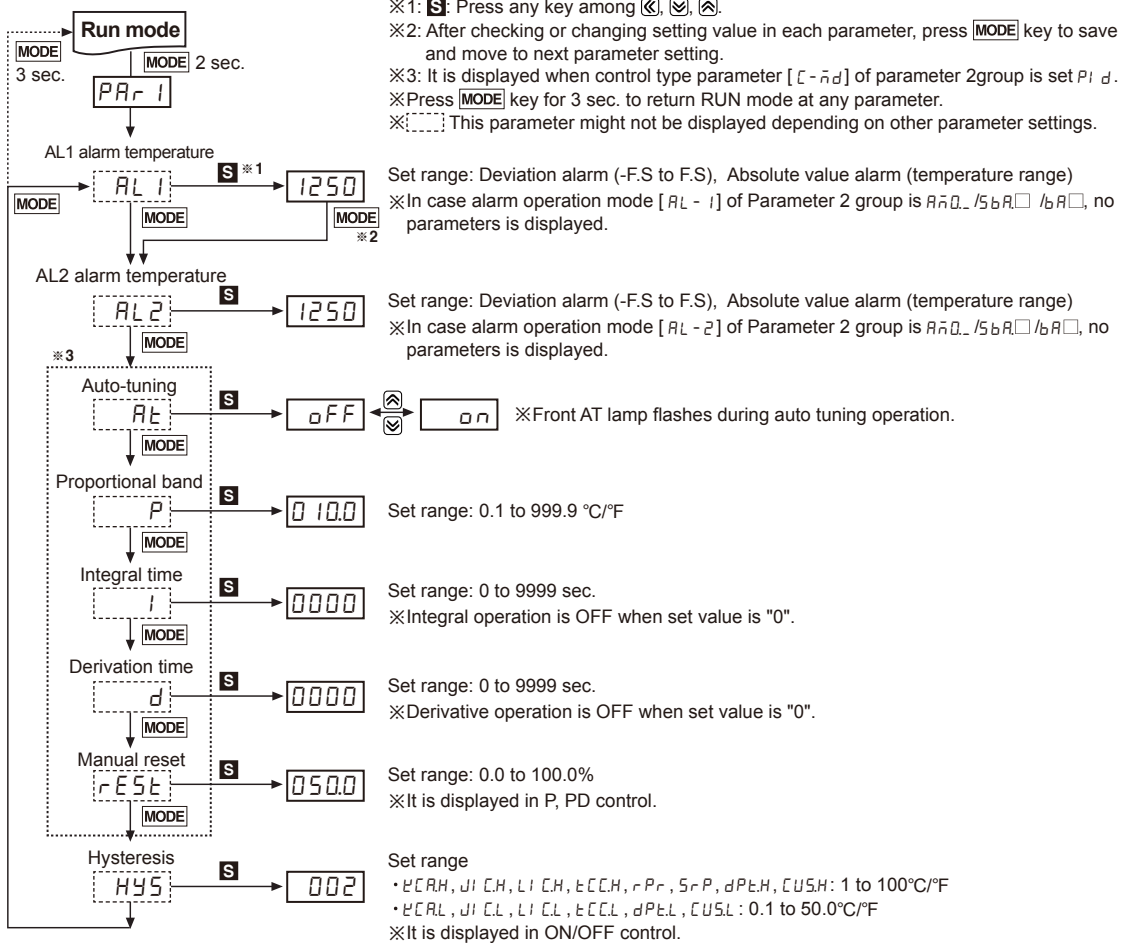 ※1: S: Press any key among «, ︾, ︽.
Run mode
※2: After checking or changing setting value in each parameter, press MODE key to save
and move to next parameter setting.
MODE
3 sec.
MODE 2 sec.
※3: It is displayed when control type parameter [C-md] of parameter 2group is set PId.
PAr1
※Press MODE key for 3 sec. to return RUN mode at any parameter.
※[ ] This parameter might not be displayed depending on other parameter settings.
AL1 alarm temperature
AL1
S ※1
1250
Set range: Deviation alarm (-F.S to F.S), Absolute value alarm (temperature range)
MODE
MODE
MODE
※2
※In case alarm operation mode [AL-1] of Parameter 2 group is Am0._ /SbA.□ /bA□, no
parameters is displayed.
AL2 alarm temperature
AL2
S
1250
Set range: Deviation alarm (-F.S to F.S), Absolute value alarm (temperature range)
MODE
※In case alarm operation mode [AL-2] of Parameter 2 group is Am0._ /SbA.□ /bA□, no
parameters is displayed.
※3
Auto-tuning
At
S
oFF
︽
︾
on
※Front AT lamp flashes during auto tuning operation.
MODE
Proportional band
P
S
010.0
Set range: 0.1 to 999.9 °C/°F
MODE
Integral time
I
S
0000
Set range: 0 to 9999 sec.
※Integral operation is OFF when set value is "0".
MODE
Derivation time
d
S
0000
Set range: 0 to 9999 sec.
※Derivative operation is OFF when set value is "0".
MODE
Manual reset
rESt
S
050.0
Set range: 0.0 to 100.0%
※It is displayed in P, PD control.
MODE
Hysteresis
HYS
S
002
Set range
・KCA.H, JIC.H, LIC.H, tCC.H, rPr, SrP, dPt.H, CUS.H: 1 to 100°C/°F
・KCA.L, JIC.L, LIC.L, tCC.L, dPt.L, CUS.L: 0.1 to 50.0°C/°F
※It is displayed in ON/OFF control.